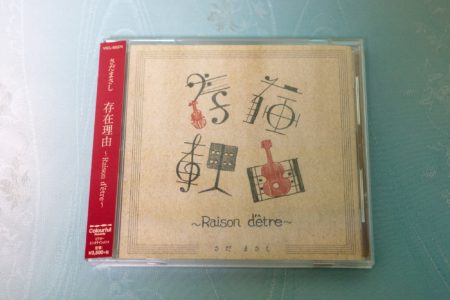 さだまさし 存在理由 ~Raison d'être~
Colourful
存在
理由
~Raison d'être~
さだ まさし